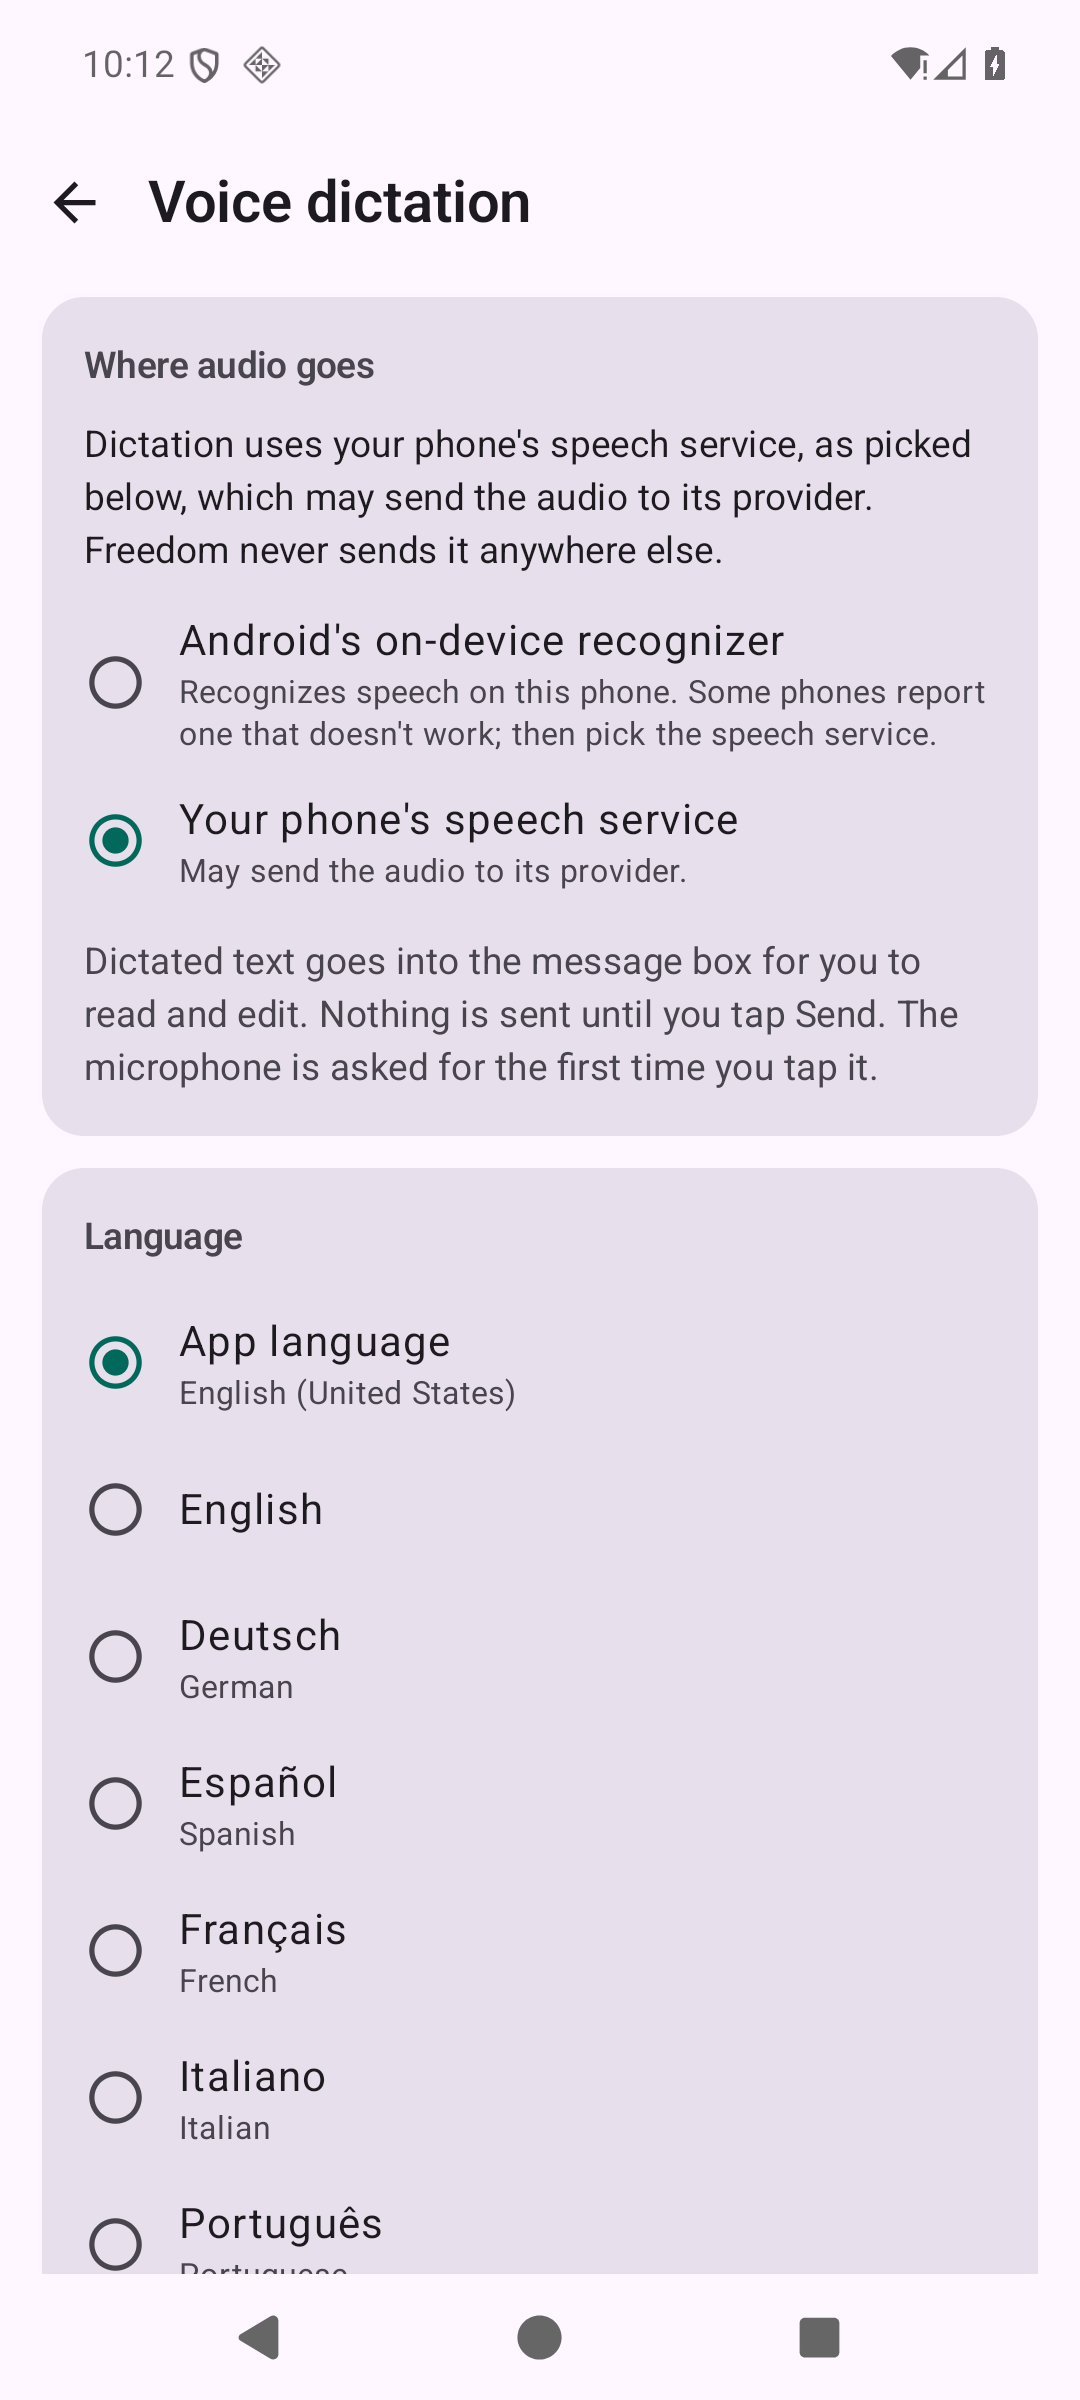 10:12
Voice dictation
Where audio goes
Dictation uses your phone's speech service, as picked
below, which may send the audio to its provider.
Freedom never sends it anywhere else.
Android's on-device recognizer
Recognizes speech on this phone. Some phones report
one that doesn't work; then pick the speech service.
Your phone's speech service
May send the audio to its provider.
Dictated text goes into the message box for you to
read and edit. Nothing is sent until you tap Send. The
microphone is asked for the first time you tap it.
Language
App language
English (United States)
English
Deutsch
German
Español
Spanish
Français
French
Italiano
Italian
Português
Portuguese